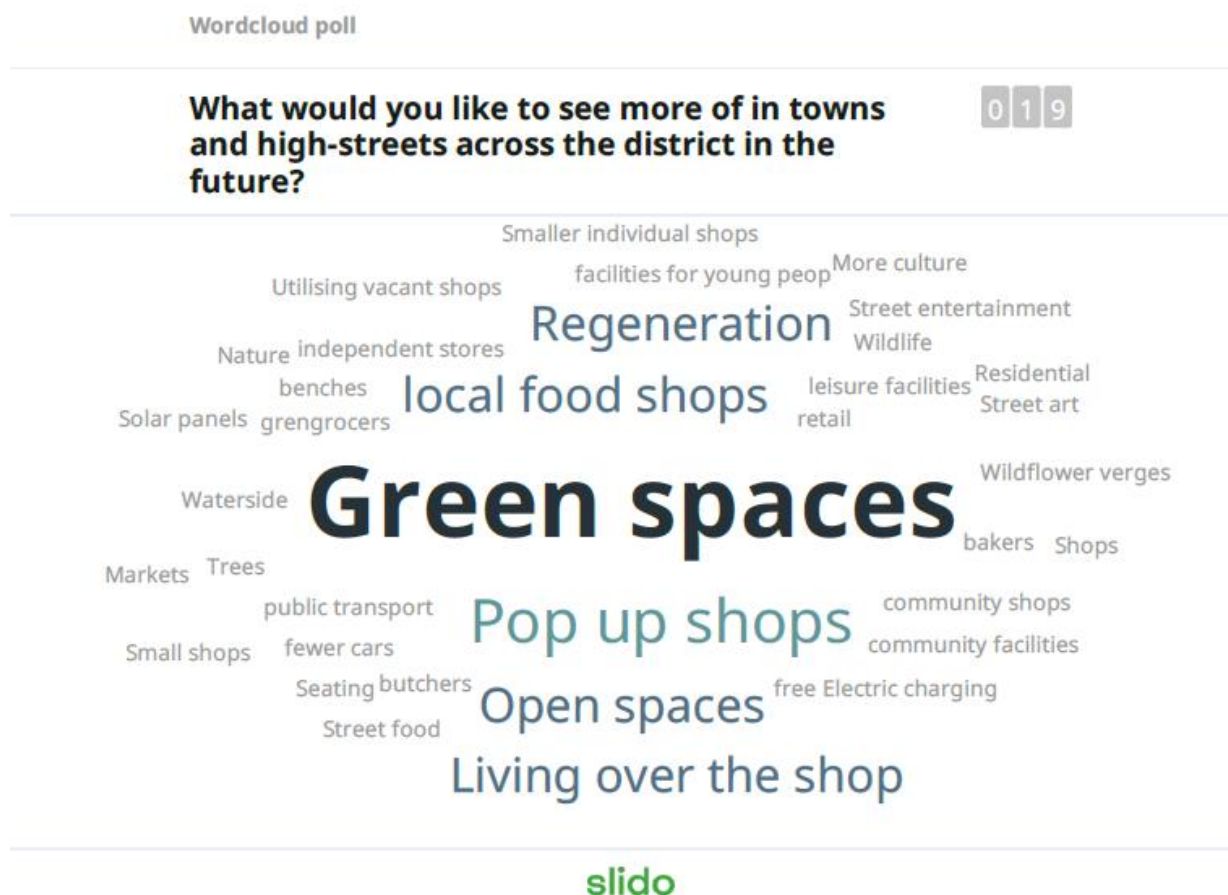 Wordcloud poll
What would you like to see more of in towns
and high-streets across the district in the
future?
0 1 9
Smaller individual shops
More culture
facilities for young peop
Utilising vacant shops
Regeneration
Street entertainment
Wildlife
independent stores
Nature
Residential
leisure facilities
benches
local food shops
Street art
Solar panels
grengrocers
retail
Wildflower verges
Waterside
Green spaces
bakers
Shops
Trees
Markets
community shops
public transport
Pop up shops
community facilities
fewer cars
Small shops
butchers
Seating
free Electric charging
Open spaces
Street food
Living over the shop
slido